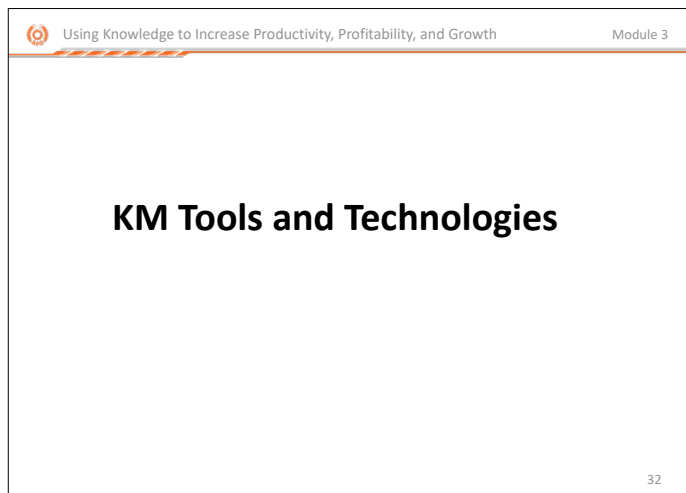 Using Knowledge to Increase Productivity, Profitability, and Growth Module 3
KM Tools and Technologies
32